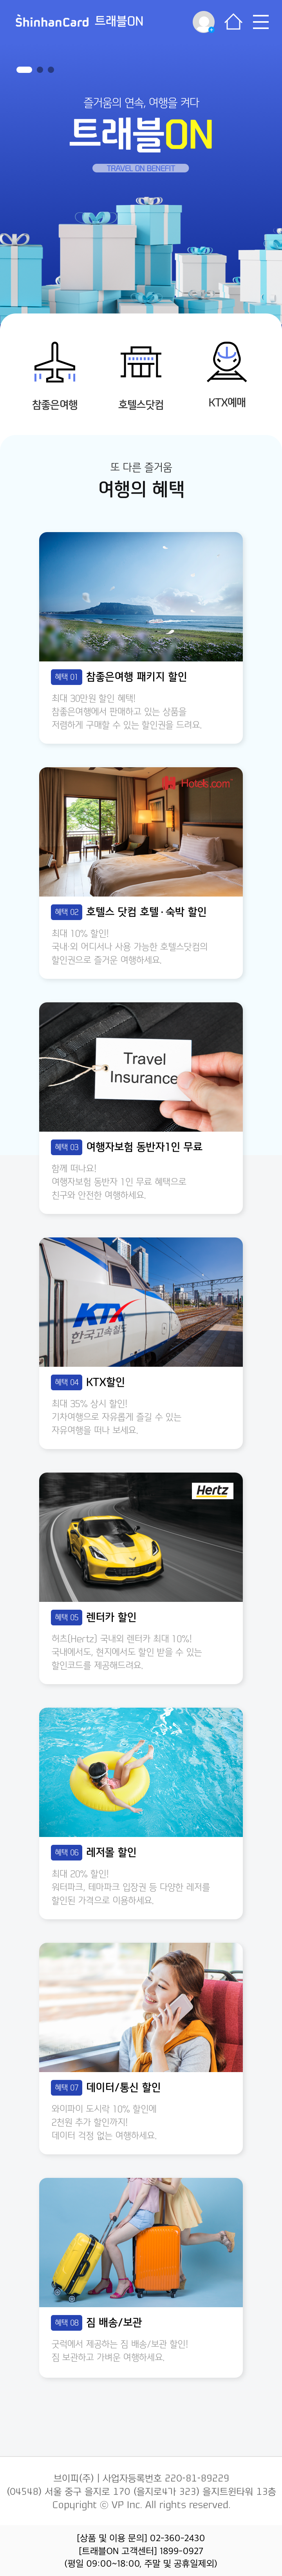 ShinhanCard 트래블ON
즐거움의 연속, 여행을 켜다
트래블ON
TRAVEL ON BENEFIT
참좋은여행
호텔스닷컴
KTX예매
또 다른 즐거움
여행의 혜택
혜택 01 참좋은여행 패키지 할인
최대 30만원 할인 혜택!
참좋은여행에서 판매하고 있는 상품을
저렴하게 구매할 수 있는 할인권을 드려요.
Hotels.com
혜택 02 호텔스 닷컴 호텔·숙박 할인
최대 10% 할인!
국내·외 어디서나 사용 가능한 호텔스닷컴의
할인권으로 즐거운 여행하세요.
Travel
Insurance
혜택 03 여행자보험 동반자1인 무료
함께 떠나요!
여행자보험 동반자 1인 무료 혜택으로
친구와 안전한 여행하세요.
KTX
한국고속철도
혜택 04 KTX할인
최대 35% 상시 할인!
기차여행으로 자유롭게 즐길 수 있는
자유여행을 떠나 보세요.
Hertz
혜택 05 렌터카 할인
허츠(Hertz) 국내외 렌터카 최대 10%!
국내에서도, 현지에서도 할인 받을 수 있는
할인코드를 제공해드려요.
혜택 06 레저몰 할인
최대 20% 할인!
워터파크, 테마파크 입장권 등 다양한 레저를
할인된 가격으로 이용하세요.
혜택 07 데이터/통신 할인
와이파이 도시락 10% 할인에
2천원 추가 할인까지!
데이터 걱정 없는 여행하세요.
혜택 08 짐 배송/보관
굿럭에서 제공하는 짐 배송/보관 할인!
짐 보관하고 가벼운 여행하세요.
브이피(주) | 사업자등록번호 220-81-89229
(04548) 서울 중구 을지로 170 (을지로4가 323) 을지트윈타워 13층
Copyright ⓒ VP Inc. All rights reserved.
[상품 및 이용 문의] 02-360-2430
[트래블ON 고객센터] 1899-0927
(평일 09:00~18:00, 주말 및 공휴일제외)